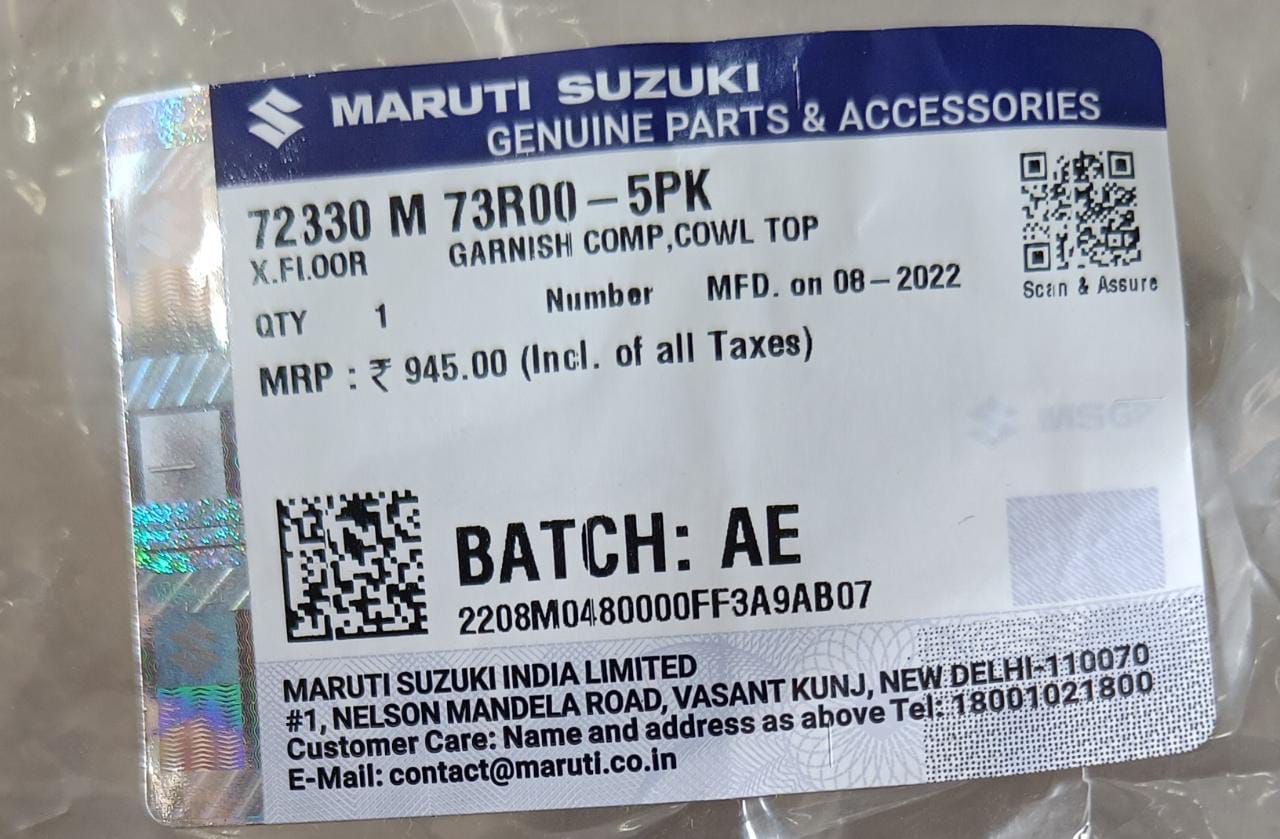 MARUTI SUZUKI
GENUINE PARTS & ACCESSORIES
72330 M 73R00-5PK
X.FLOOR GARNISH COMP,COWL TOP
QTY 1 Number MFD. on 08-2022
Scan & Assure
MRP : ₹ 945.00 (Incl. of all Taxes)
MSGP
BATCH: AE
2208M0480000FF3A9AB07
MARUTI SUZUKI INDIA LIMITED
#1, NELSON MANDELA ROAD, VASANT KUNJ, NEW DELHI-110070
Customer Care: Name and address as above Tel: 18001021800
E-Mail: contact@maruti.co.in